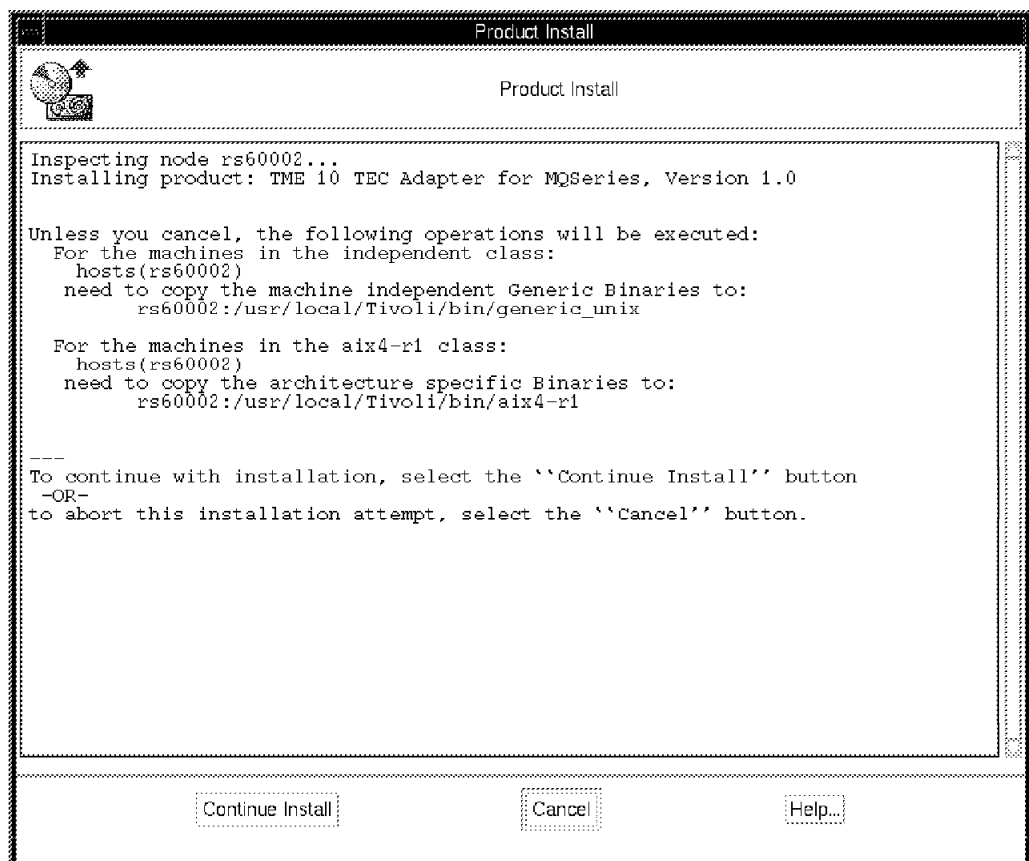 Product Install
Product Install
Inspecting node rs60002...
Installing product: TME 10 TEC Adapter for MQSeries, Version 1.0
Unless you cancel, the following operations will be executed:
For the machines in the independent class:
hosts(rs60002)
need to copy the machine independent Generic Binaries to:
rs60002:/usr/local/Tivoli/bin/generic_unix
For the machines in the aix4-r1 class:
hosts(rs60002)
need to copy the architecture specific Binaries to:
rs60002:/usr/local/Tivoli/bin/aix4-r1
---
To continue with installation, select the ``Continue Install'' button
-OR-
to abort this installation attempt, select the ``Cancel'' button.
Continue Install
Cancel
Help...